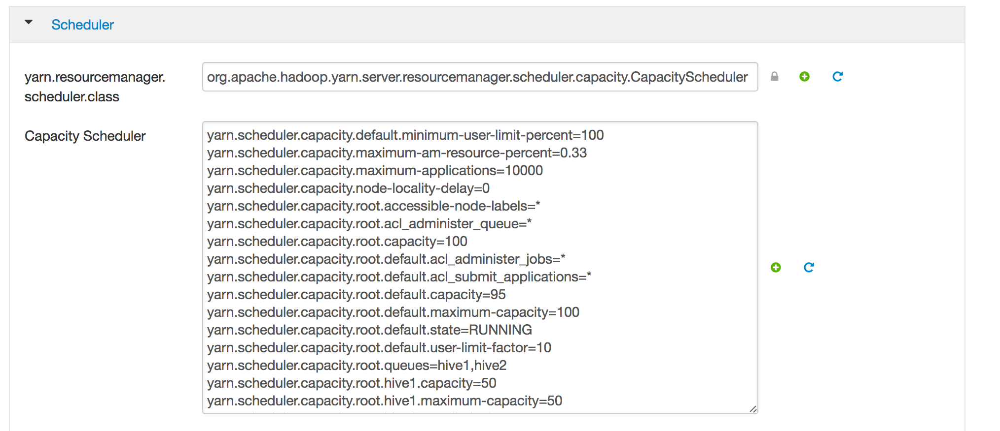 Scheduler
yarn.resourcemanager.
scheduler.class
org.apache.hadoop.yarn.server.resourcemanager.scheduler.capacity.CapacityScheduler
Capacity Scheduler
yarn.scheduler.capacity.default.minimum-user-limit-percent=100
yarn.scheduler.capacity.maximum-am-resource-percent=0.33
yarn.scheduler.capacity.maximum-applications=10000
yarn.scheduler.capacity.node-locality-delay=0
yarn.scheduler.capacity.root.accessible-node-labels=*
yarn.scheduler.capacity.root.acl_administer_queue=*
yarn.scheduler.capacity.root.capacity=100
yarn.scheduler.capacity.root.default.acl_administer_jobs=*
yarn.scheduler.capacity.root.default.acl_submit_applications=*
yarn.scheduler.capacity.root.default.capacity=95
yarn.scheduler.capacity.root.default.maximum-capacity=100
yarn.scheduler.capacity.root.default.state=RUNNING
yarn.scheduler.capacity.root.default.user-limit-factor=10
yarn.scheduler.capacity.root.queues=hive1,hive2
yarn.scheduler.capacity.root.hive1.capacity=50
yarn.scheduler.capacity.root.hive1.maximum-capacity=50